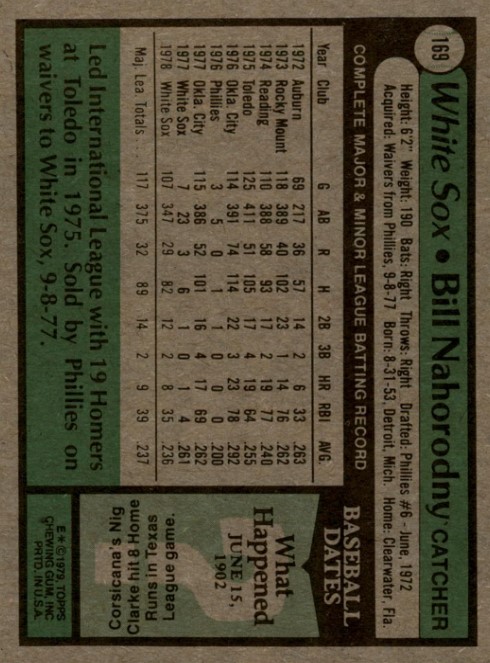 169
White Sox • Bill Nahorodny CATCHER
Height: 6'2" Weight: 190 Bats: Right Throws: Right Drafted: Phillies #6 - June, 1972
Acquired: Waivers from Phillies, 9-8-77 Born: 8-31-53, Detroit, Mich. Home: Clearwater, Fla.
COMPLETE MAJOR & MINOR LEAGUE BATTING RECORD
Year Club G AB R H 2B 3B HR RBI AVG.
1972 Auburn 69 217 36 57 14 2 6 33 .263
1973 Rocky Mount 118 389 40 102 23 1 14 76 .262
1974 Reading 110 388 58 93 17 2 19 77 .240
1975 Toledo 125 411 51 105 17 4 19 64 .255
1976 Okla. City 114 391 74 114 22 3 23 78 .292
1976 Phillies 3 5 0 1 1 0 0 0 .200
1977 Okla. City 115 386 52 101 16 4 17 69 .262
1977 White Sox 7 23 3 6 1 0 1 4 .261
1978 White Sox 107 347 29 82 12 2 8 35 .236
Maj. Lea. Totals . . . 117 375 32 89 14 2 9 39 .237
Led International League with 19 Homers
at Toledo in 1975. Sold by Phillies on
waivers to White Sox, 9-8-77.
BASEBALL
DATES
What
Happened
JUNE 15,
1902
Corsicana's Nig
Clarke hit 8 Home
Runs in Texas
League game.
E * © 1979, TOPPS
CHEWING GUM, INC
PRTD. IN U.S.A.